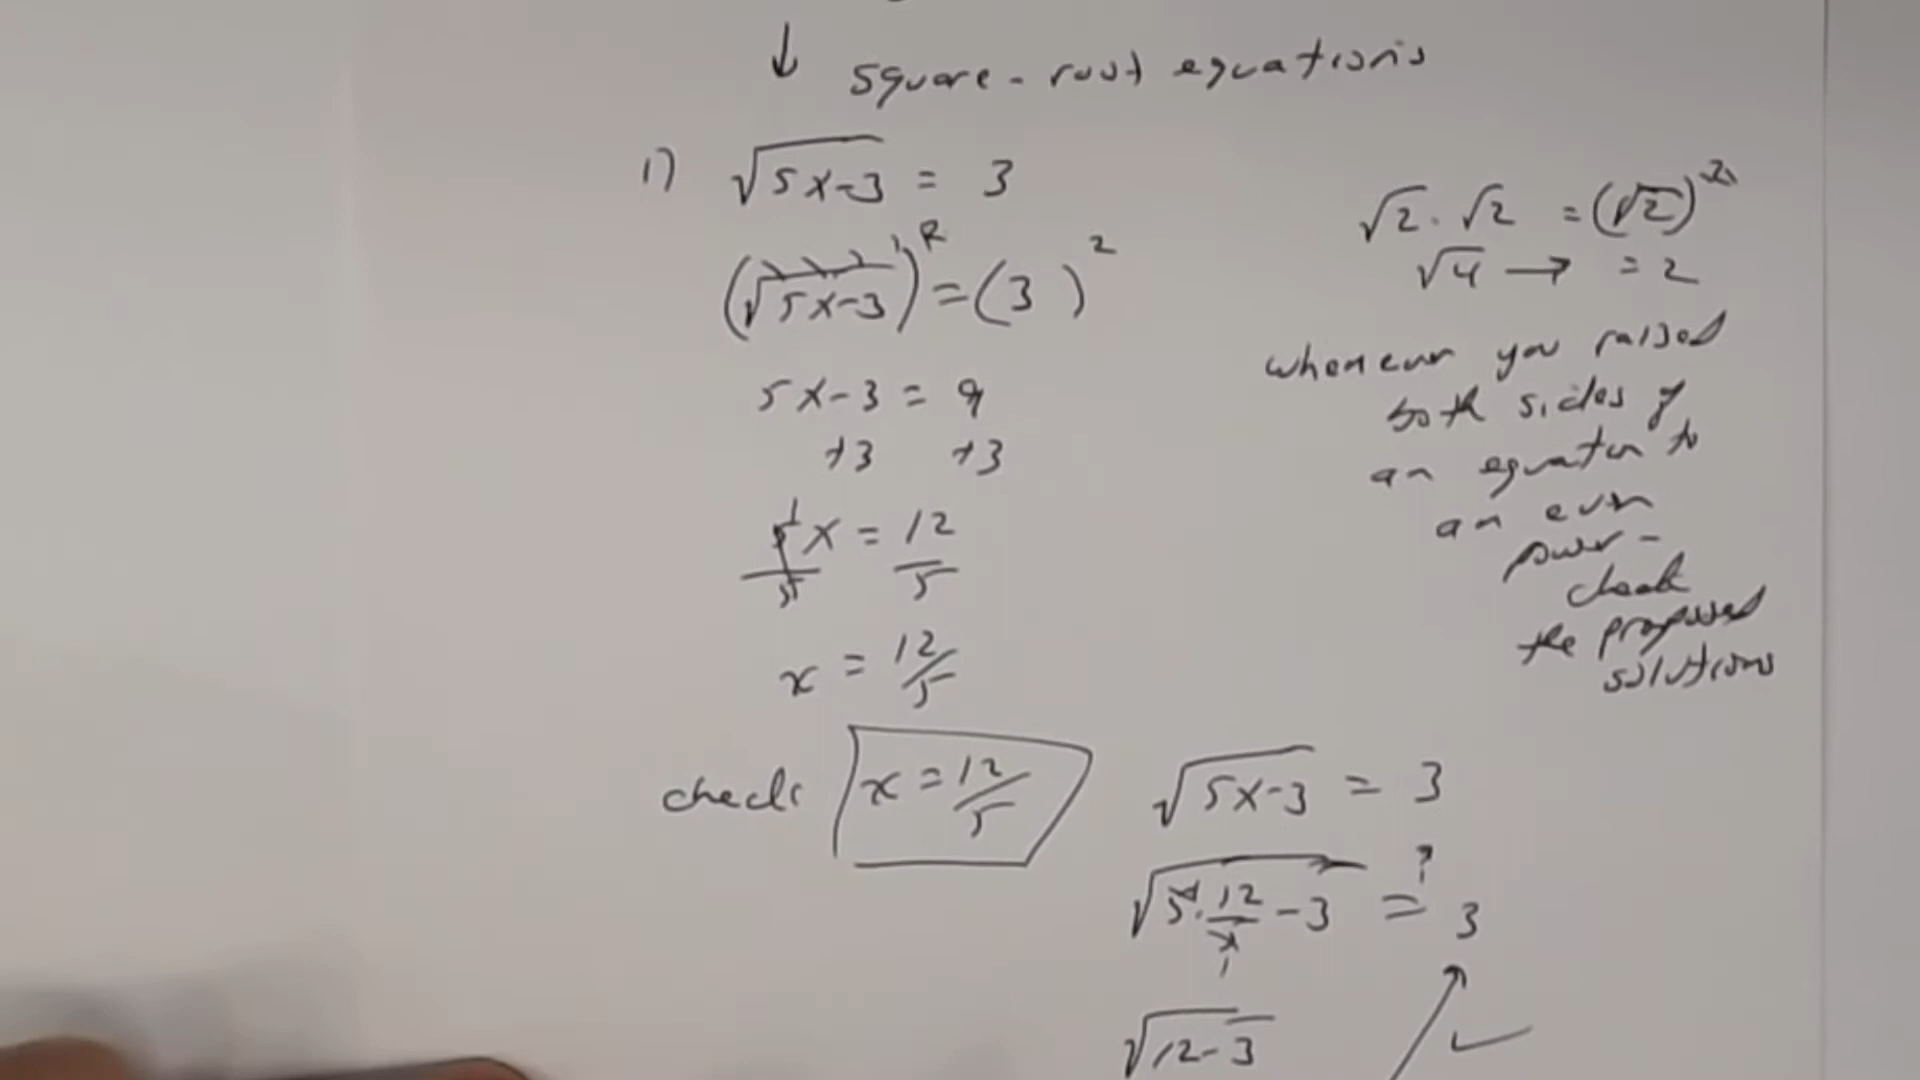 ↓ square-root equations
1) √(5x-3) = 3
(√(5x-3))² = (3)²
5x-3 = 9
+3 +3
5x/5 = 12/5
x = 12/5
check: x = 12/5
√2 · √2 = (√2)²
√4 → = 2
whenever you raised
both sides of
an equation to
an even
power -
check
the proposed
solutions
√(5x-3) = 3
√(5 · 12/5 - 3) =? 3
√(12-3) ✓